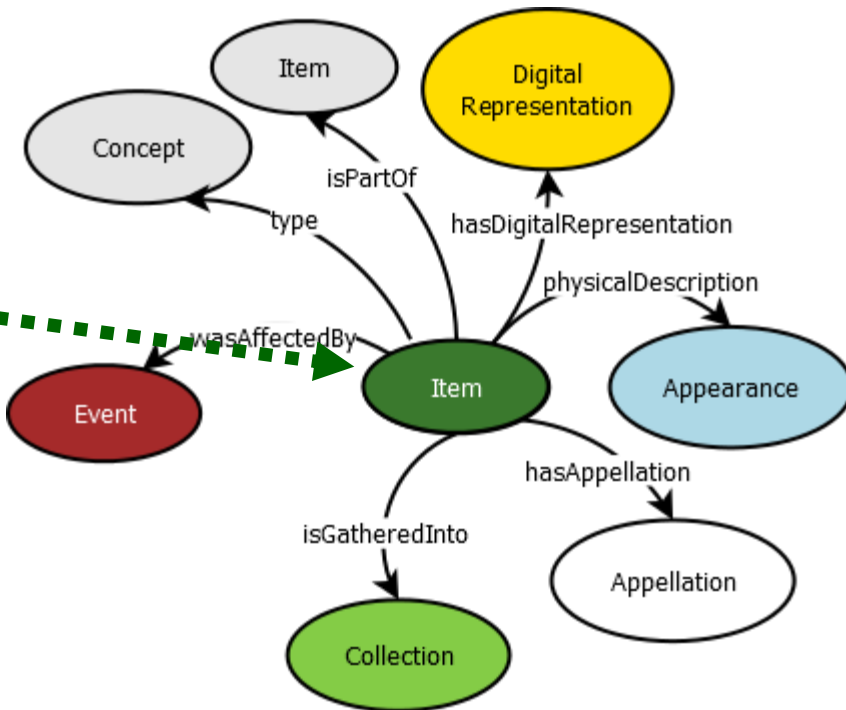 Item
Digital
Representation
Concept
isPartOf
type
hasDigitalRepresentation
physicalDescription
wasAffectedBy
Item
Appearance
Event
hasAppellation
isGatheredInto
Appellation
Collection